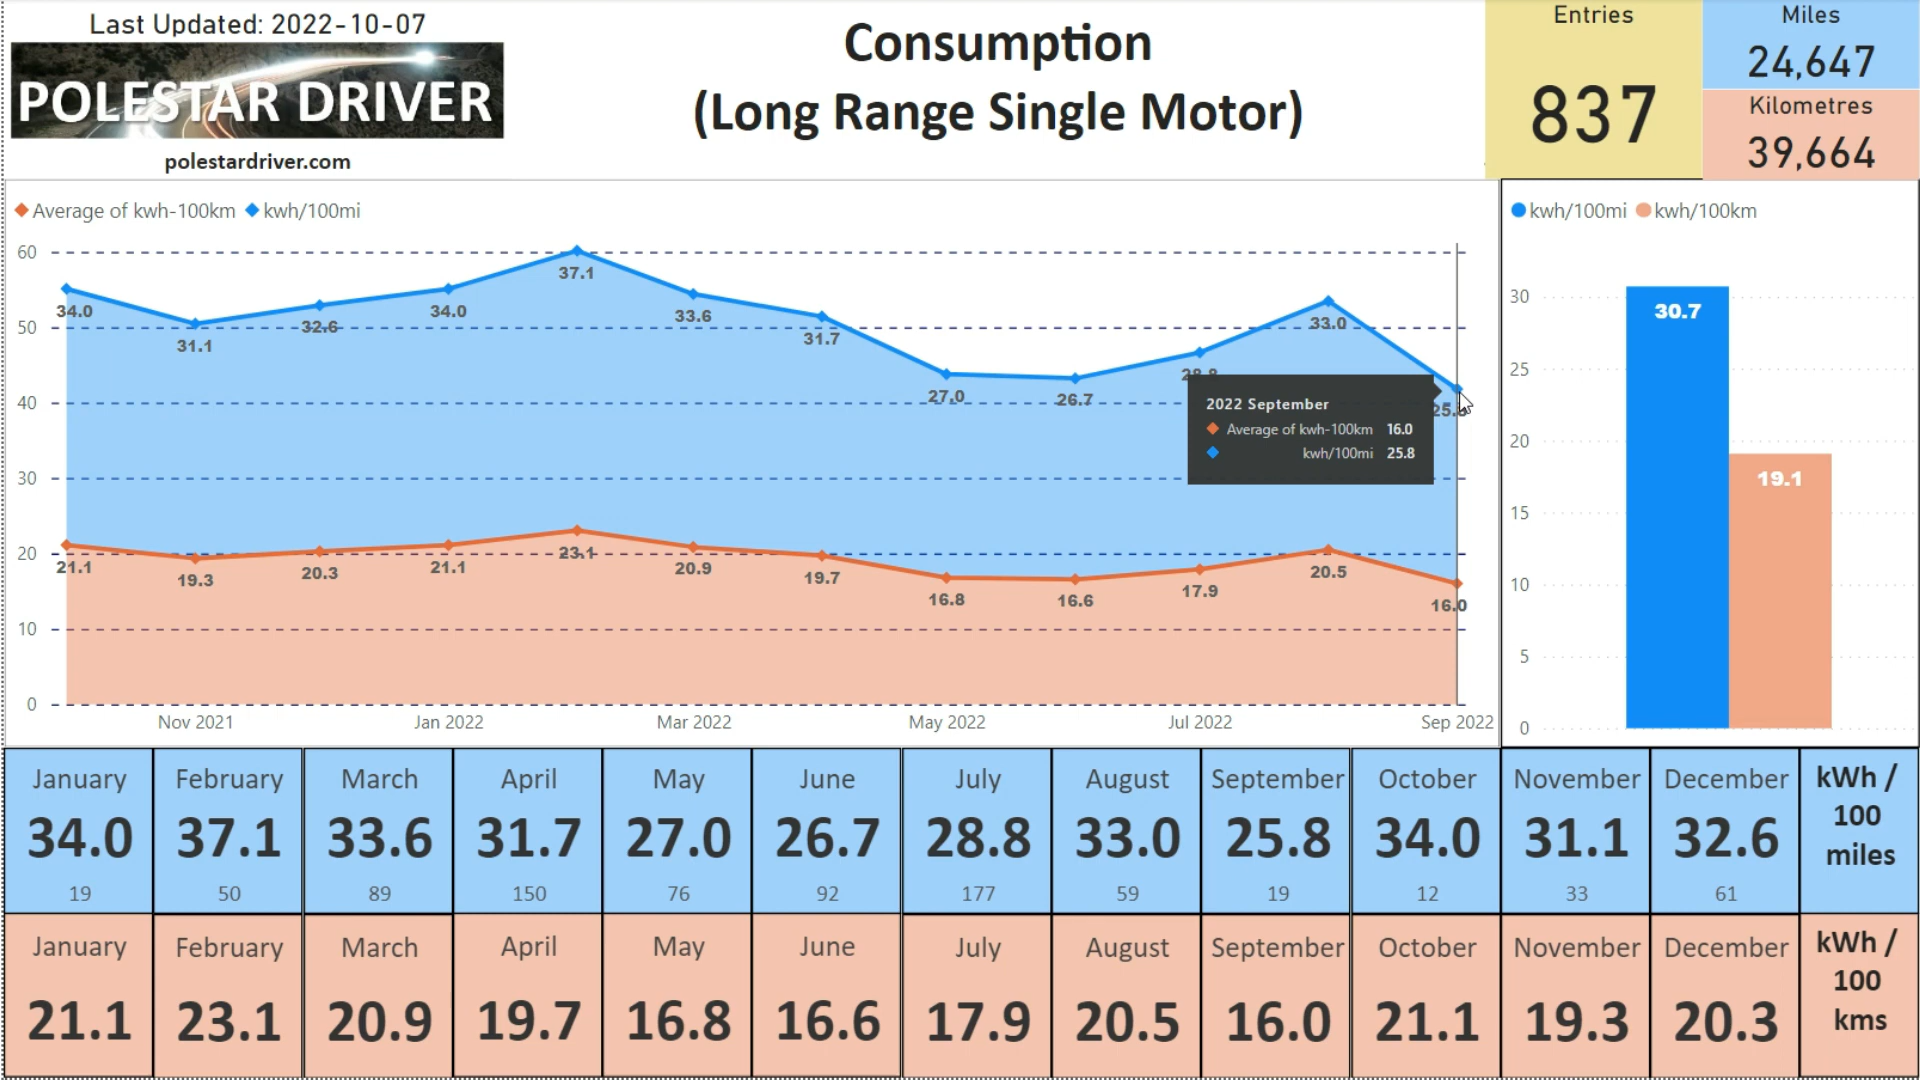 Last Updated: 2022-10-07
POLESTAR DRIVER
polestardriver.com
Consumption
(Long Range Single Motor)
Entries
837
Miles
24,647
Kilometres
39,664
Average of kwh-100km kwh/100mi
60
50
40
30
20
10
0
34.0 31.1 32.6 34.0 37.1 33.6 31.7 27.0 26.7 28.8 33.0
21.1 19.3 20.3 21.1 23.1 20.9 19.7 16.8 16.6 17.9 20.5 16.0
2022 September
Average of kwh-100km 16.0
kwh/100mi 25.8
Nov 2021 Jan 2022 Mar 2022 May 2022 Jul 2022 Sep 2022
kwh/100mi kwh/100km
30
25
20
15
10
5
0
30.7
19.1
January February March April May June July August September October November December kWh / 100 miles
34.0 37.1 33.6 31.7 27.0 26.7 28.8 33.0 25.8 34.0 31.1 32.6
19 50 89 150 76 92 177 59 19 12 33 61
January February March April May June July August September October November December kWh / 100 kms
21.1 23.1 20.9 19.7 16.8 16.6 17.9 20.5 16.0 21.1 19.3 20.3